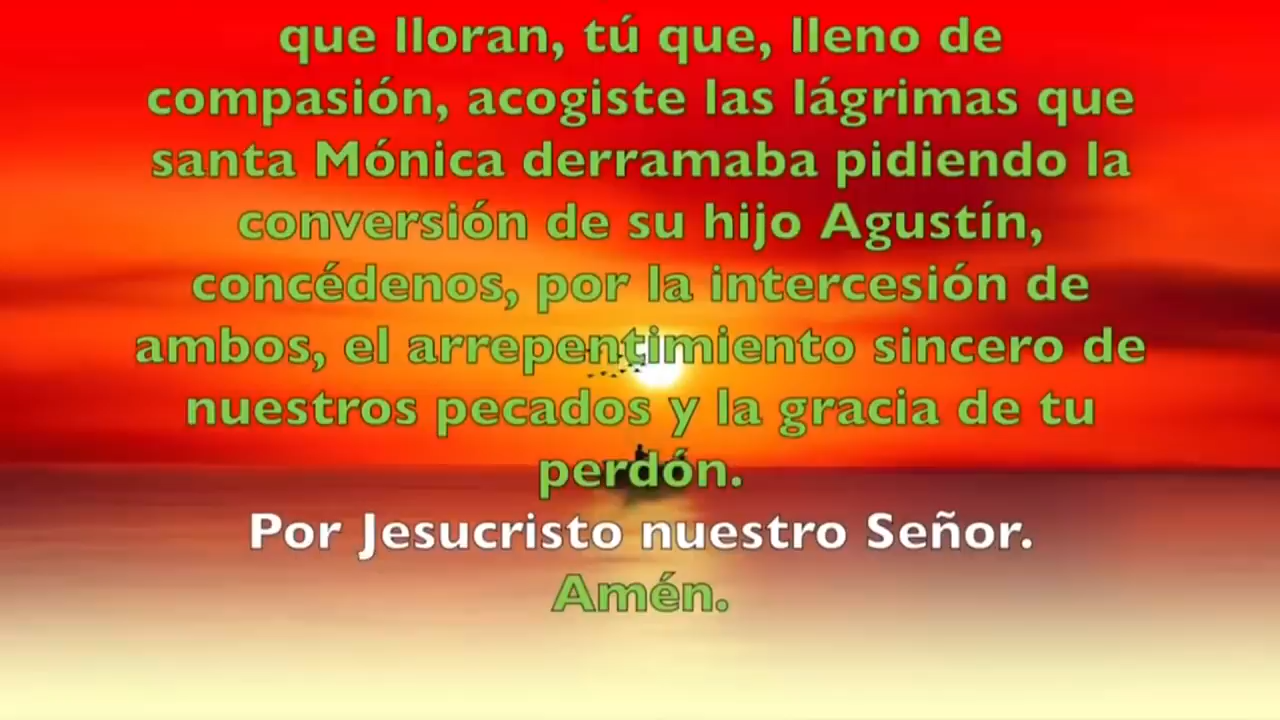 que lloran, tú que, lleno de
compasión, acogiste las lágrimas que
santa Mónica derramaba pidiendo la
conversión de su hijo Agustín,
concédenos, por la intercesión de
ambos, el arrepentimiento sincero de
nuestros pecados y la gracia de tu
perdón.
Por Jesucristo nuestro Señor.
Amén.